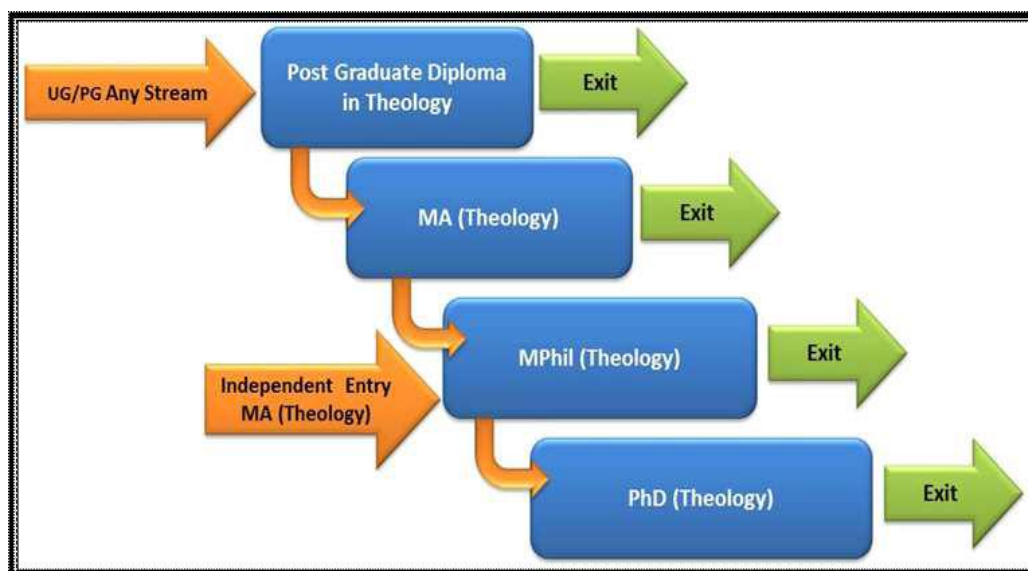 UG/PG Any Stream
Post Graduate Diploma
in Theology
Exit
MA (Theology)
Exit
Independent Entry
MA (Theology)
MPhil (Theology)
Exit
PhD (Theology)
Exit